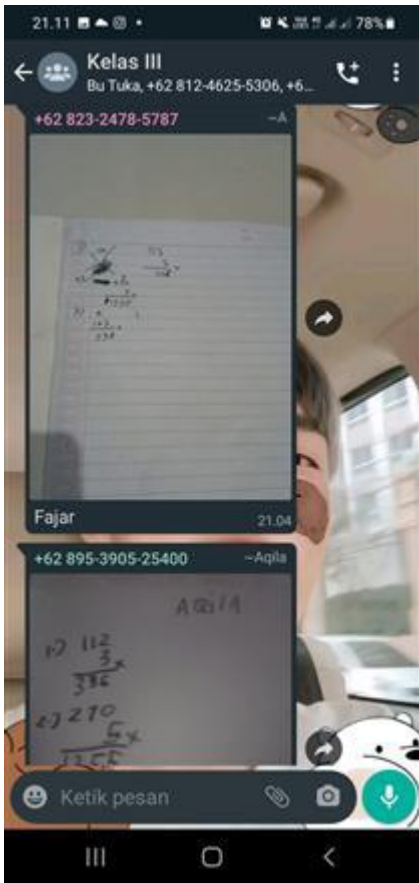 21.11
78%
Kelas III
Bu Tuka, +62 812-4625-5306, +6...
+62 823-2478-5787 ~A
Fajar 21.04
+62 895-3905-25400 ~Aqila
AQilA
1.) 112
3 x
336
2.) 270
5 x
Ketik pesan